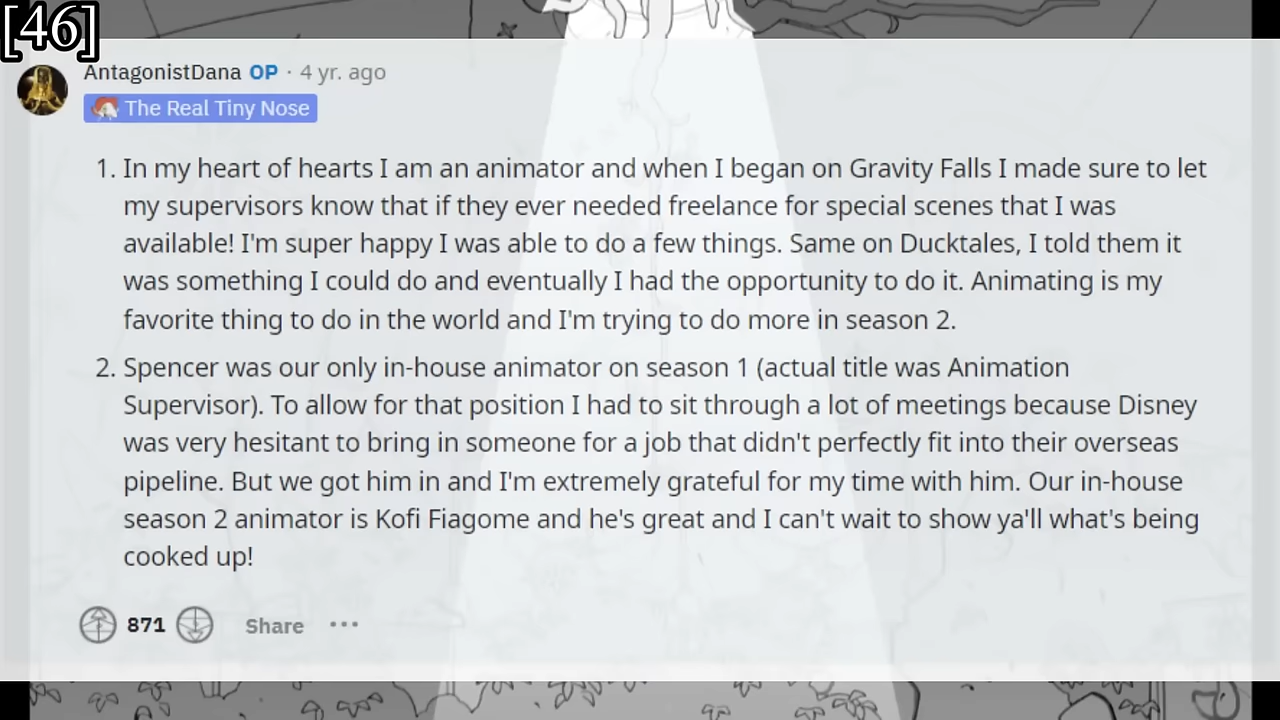 [46]
AntagonistDana OP · 4 yr. ago
The Real Tiny Nose
1. In my heart of hearts I am an animator and when I began on Gravity Falls I made sure to let
my supervisors know that if they ever needed freelance for special scenes that I was
available! I'm super happy I was able to do a few things. Same on Ducktales, I told them it
was something I could do and eventually I had the opportunity to do it. Animating is my
favorite thing to do in the world and I'm trying to do more in season 2.
2. Spencer was our only in-house animator on season 1 (actual title was Animation
Supervisor). To allow for that position I had to sit through a lot of meetings because Disney
was very hesitant to bring in someone for a job that didn't perfectly fit into their overseas
pipeline. But we got him in and I'm extremely grateful for my time with him. Our in-house
season 2 animator is Kofi Fiagome and he's great and I can't wait to show ya'll what's being
cooked up!
871 Share ···